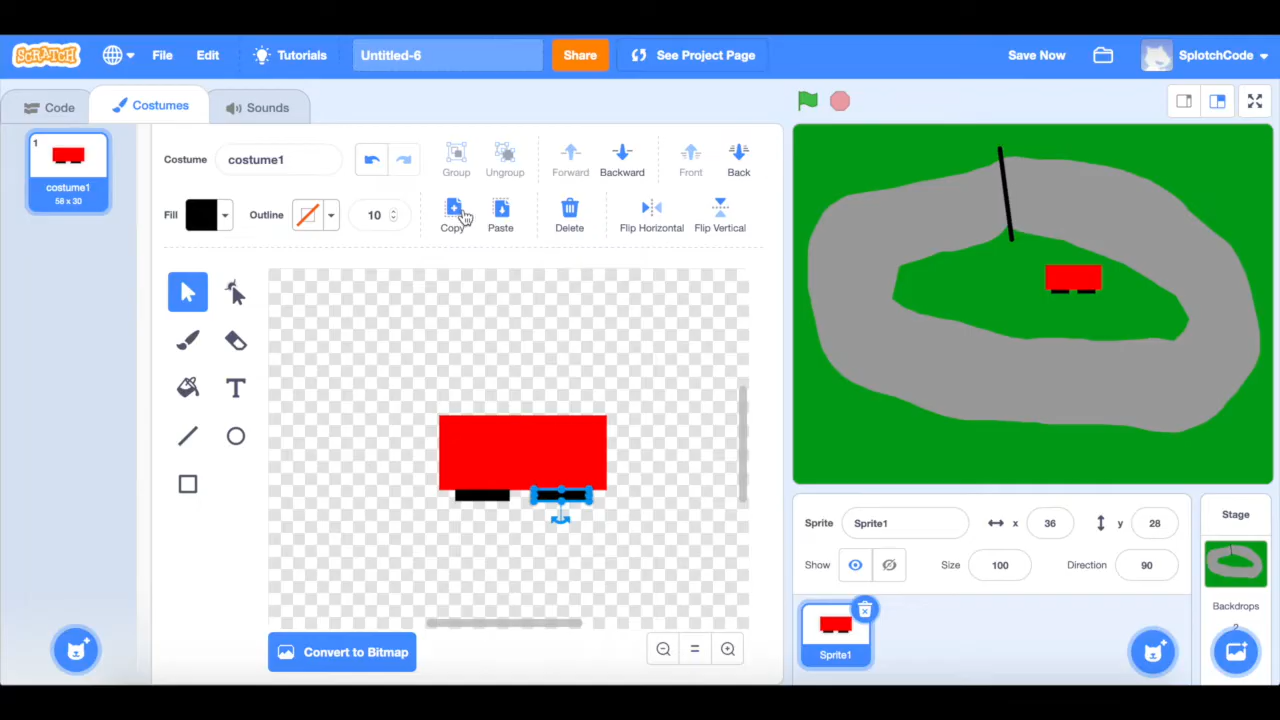 SCRATCH File Edit Tutorials Untitled-6 Share See Project Page Save Now SplotchCode
Code Costumes Sounds
1
costume1
58 x 30
Costume costume1 Group Ungroup Forward Backward Front Back
Fill Outline 10 Copy Paste Delete Flip Horizontal Flip Vertical
T
Convert to Bitmap
Sprite Sprite1 x 36 y 28
Show Size 100 Direction 90
Sprite1
Stage
Backdrops
2